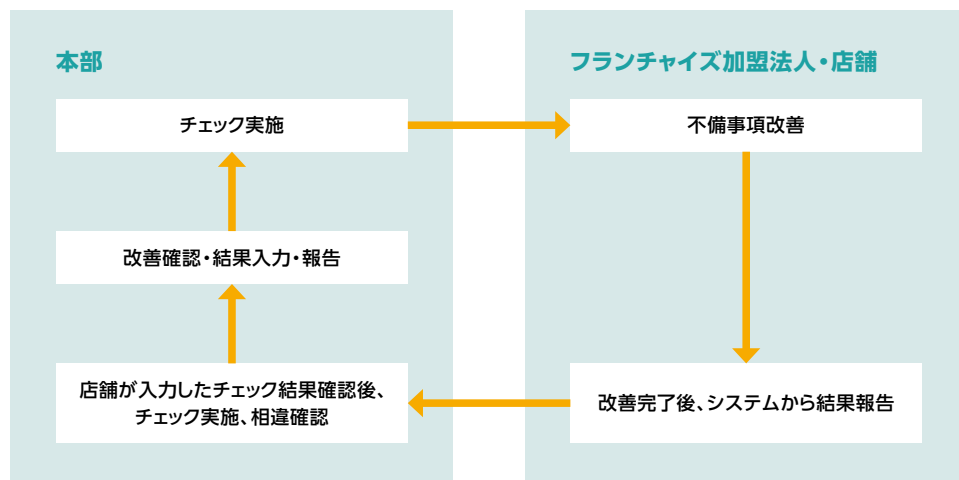 本部
チェック実施
改善確認・結果入力・報告
店舗が入力したチェック結果確認後、
チェック実施、相違確認
フランチャイズ加盟法人・店舗
不備事項改善
改善完了後、システムから結果報告